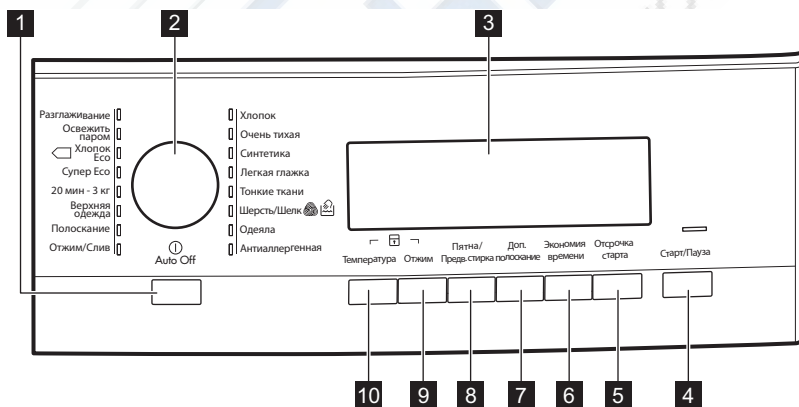 1
2
3
Разглаживание
Освежить
паром
Хлопок
Eco
Супер Eco
20 мин - 3 кг
Верхняя
одежда
Полоскание
Отжим/Слив
Auto Off
Хлопок
Очень тихая
Синтетика
Легкая глажка
Тонкие ткани
Шерсть/Шелк
Одеяла
Антиаллергенная
Температура
Отжим
Пятна/
Предв.стирка
Доп.
полоскание
Экономия
времени
Отсрочка
старта
Старт/Пауза
10
9
8
7
6
5
4